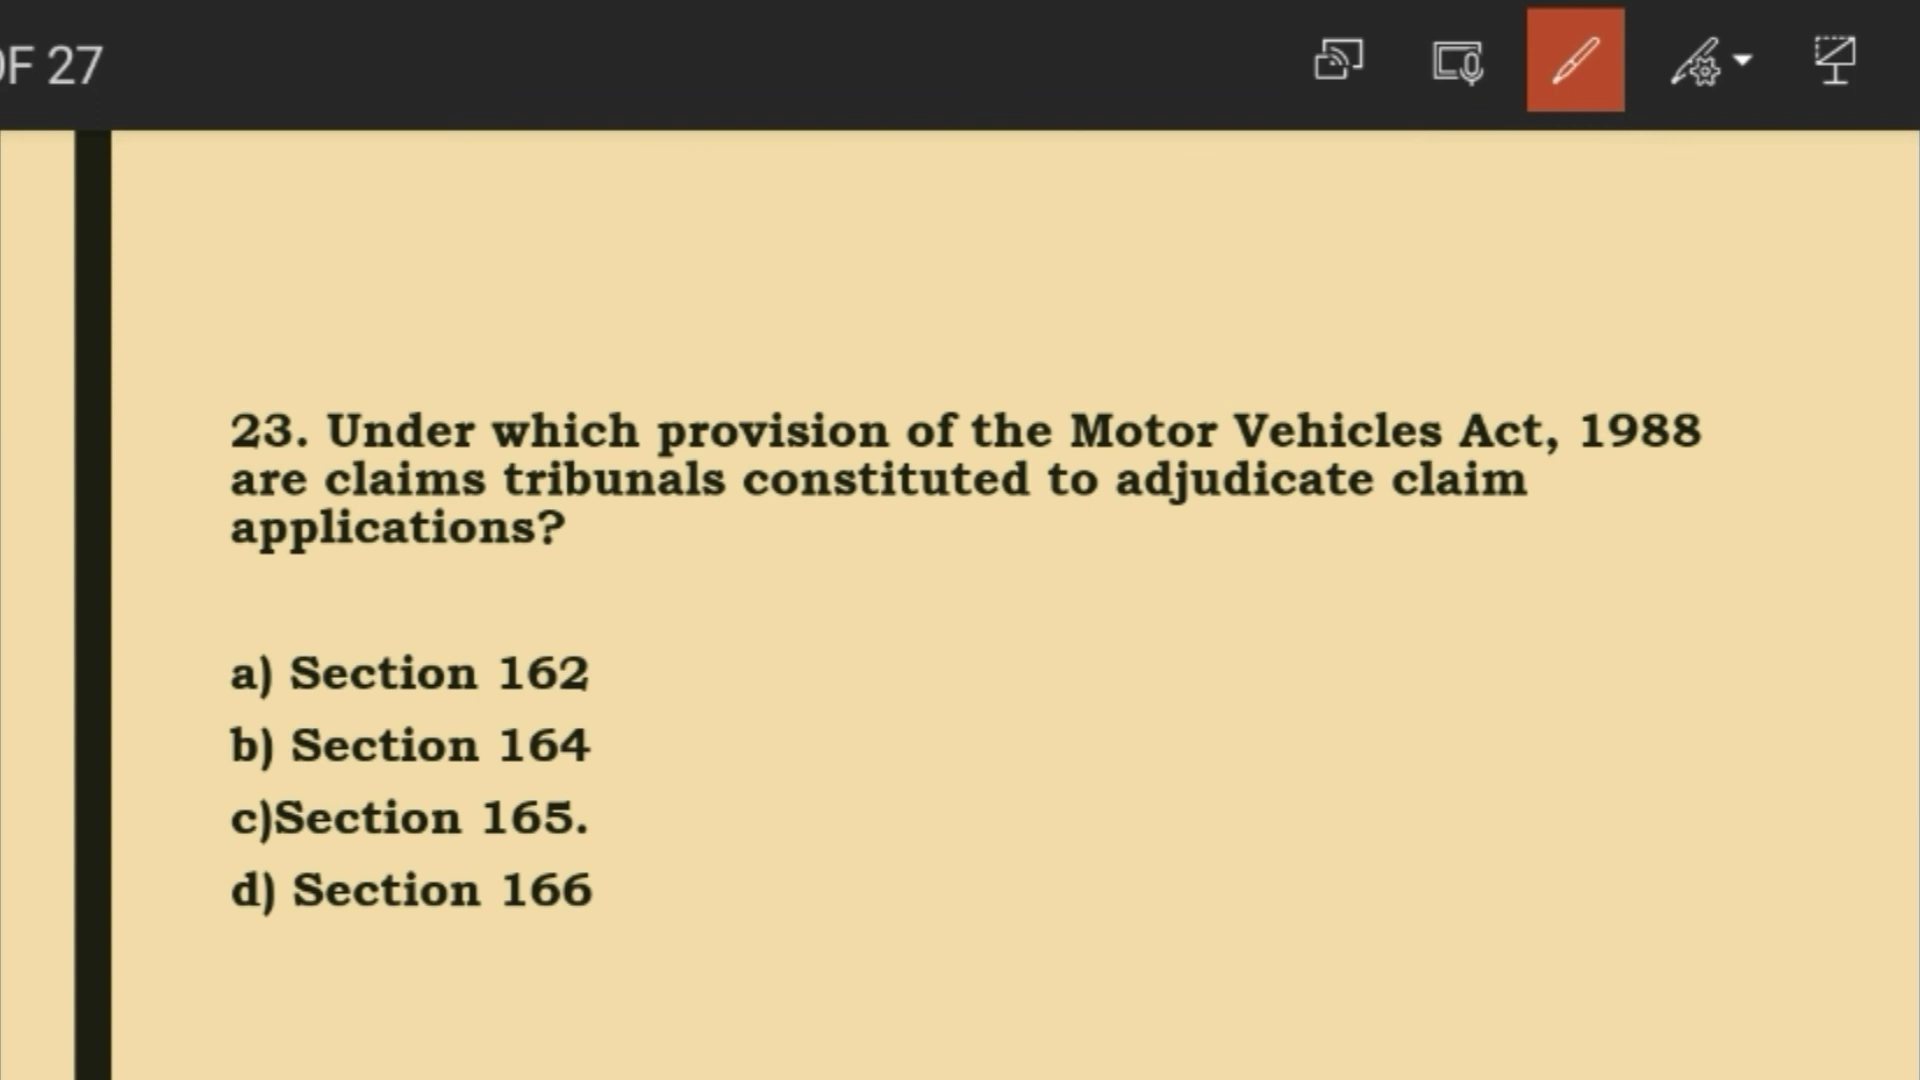 OF 27
23. Under which provision of the Motor Vehicles Act, 1988
are claims tribunals constituted to adjudicate claim
applications?
a) Section 162
b) Section 164
c)Section 165.
d) Section 166